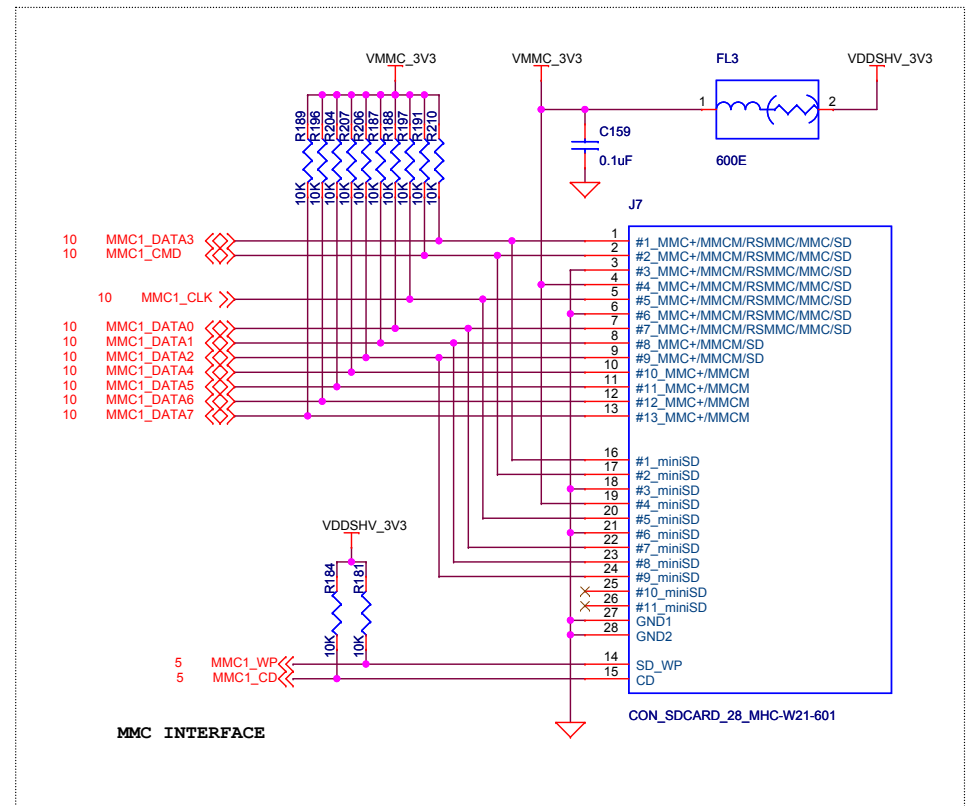 VMMC_3V3
VMMC_3V3
FL3
VDDSHV_3V3
1
2
600E
C159
0.1uF
R189
R196
R204
R207
R206
R187
R188
R197
R191
R210
10K
10K
10K
10K
10K
10K
10K
10K
10K
10K
J7
10 MMC1_DATA3 1 #1_MMC+/MMCM/RSMMC/MMC/SD
10 MMC1_CMD 2 #2_MMC+/MMCM/RSMMC/MMC/SD
3 #3_MMC+/MMCM/RSMMC/MMC/SD
4 #4_MMC+/MMCM/RSMMC/MMC/SD
10 MMC1_CLK 5 #5_MMC+/MMCM/RSMMC/MMC/SD
6 #6_MMC+/MMCM/RSMMC/MMC/SD
10 MMC1_DATA0 7 #7_MMC+/MMCM/RSMMC/MMC/SD
10 MMC1_DATA1 8 #8_MMC+/MMCM/SD
10 MMC1_DATA2 9 #9_MMC+/MMCM/SD
10 MMC1_DATA4 10 #10_MMC+/MMCM
10 MMC1_DATA5 11 #11_MMC+/MMCM
10 MMC1_DATA6 12 #12_MMC+/MMCM
10 MMC1_DATA7 13 #13_MMC+/MMCM
16 #1_miniSD
17 #2_miniSD
18 #3_miniSD
19 #4_miniSD
20 #5_miniSD
21 #6_miniSD
22 #7_miniSD
23 #8_miniSD
24 #9_miniSD
25 #10_miniSD
26 #11_miniSD
27 GND1
28 GND2
VDDSHV_3V3
R184
R181
10K
10K
5 MMC1_WP 14 SD_WP
5 MMC1_CD 15 CD
CON_SDCARD_28_MHC-W21-601
MMC INTERFACE